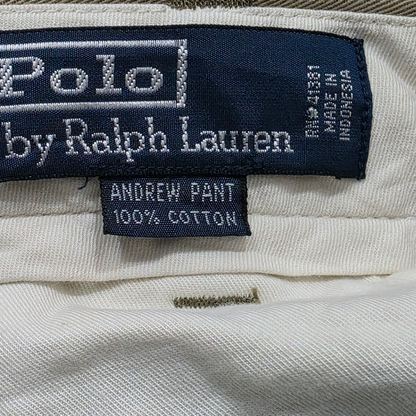 Polo
by Ralph Lauren
RN 41381
MADE IN
INDONESIA
ANDREW PANT
100% COTTON